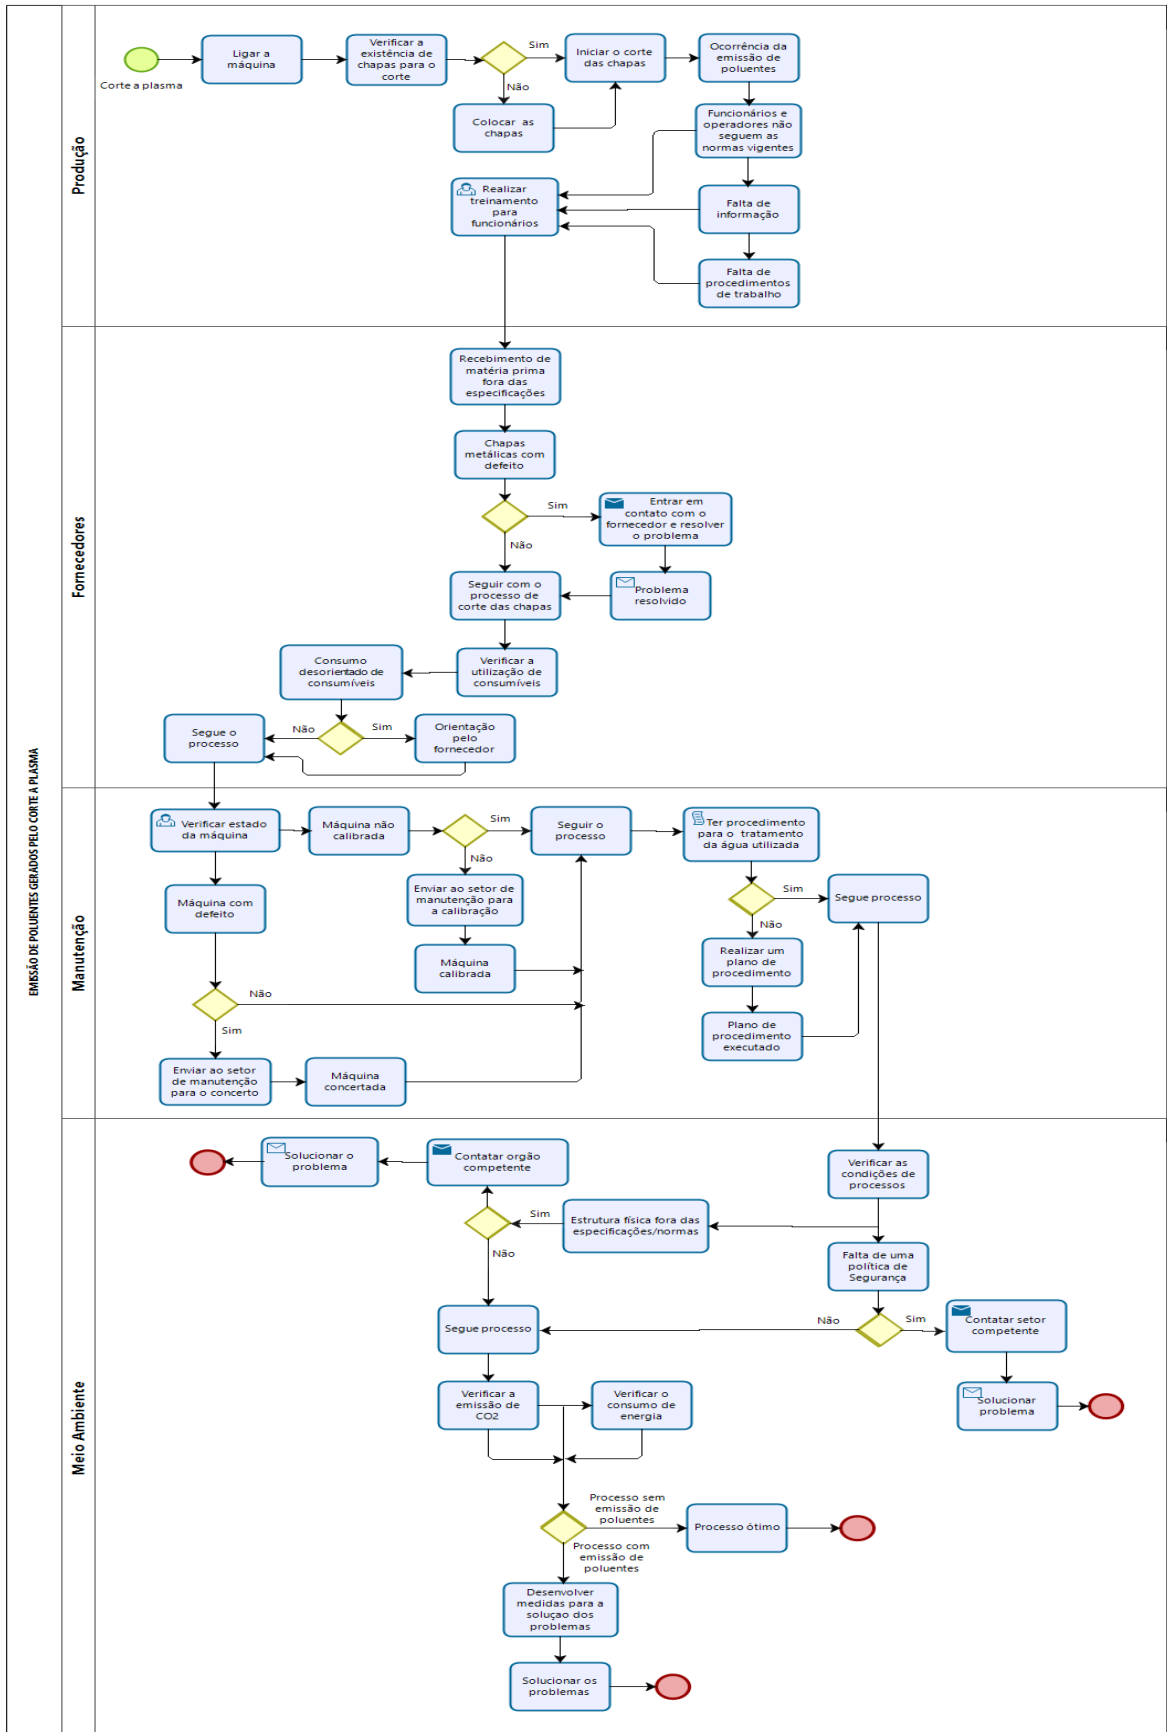 EMISSÃO DE POLUENTES GERADOS PELO CORTE A PLASMA
Produção
Corte a plasma
Ligar a
máquina
Verificar a
existência de
chapas para o
corte
Sim
Não
Colocar as
chapas
Iniciar o corte
das chapas
Ocorrência da
emissão de
poluentes
Funcionários e
operadores não
seguem as
normas vigentes
Falta de
informação
Falta de
procedimentos
de trabalho
Realizar
treinamento
para
funcionários
Fornecedores
Recebimento de
matéria prima
fora das
especificações
Chapas
metálicas com
defeito
Sim
Não
Entrar em
contato com o
fornecedor e resolver
o problema
Problema
resolvido
Seguir com o
processo de
corte das chapas
Verificar a
utilização de
consumíveis
Consumo
desorientado de
consumíveis
Não
Sim
Orientação
pelo
fornecedor
Segue o
processo
Manutenção
Verificar estado
da máquina
Máquina não
calibrada
Sim
Não
Enviar ao setor de
manutenção para
a calibração
Máquina
calibrada
Seguir o
processo
Máquina com
defeito
Não
Sim
Enviar ao setor
de manutenção
para o concerto
Máquina
concertada
Ter procedimento
para o tratamento
da água utilizada
Sim
Não
Segue processo
Realizar um
plano de
procedimento
Plano de
procedimento
executado
Meio Ambiente
Verificar as
condições de
processos
Estrutura física fora das
especificações/normas
Sim
Não
Contatar orgão
competente
Solucionar o
problema
Falta de uma
política de
Segurança
Não
Sim
Contatar setor
competente
Solucionar
problema
Segue processo
Verificar a
emissão de
CO2
Verificar o
consumo de
energia
Processo sem
emissão de
poluentes
Processo ótimo
Processo com
emissão de
poluentes
Desenvolver
medidas para a
soluçao dos
problemas
Solucionar os
problemas